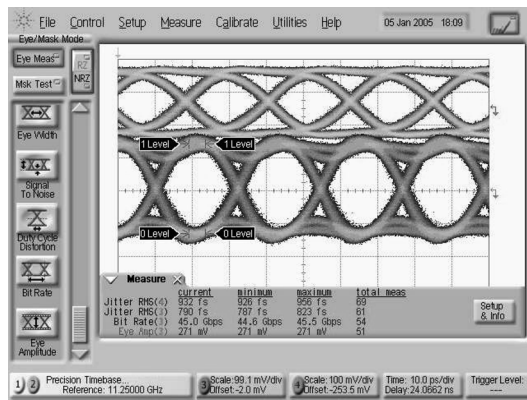 File Control Setup Measure Calibrate Utilities Help 05 Jan 2005 18:09
Eye/Mask Mode
Eye Meas
RZ
Msk Test
NRZ
Eye Width
Signal
To Noise
Duty Cycle
Distortion
Bit Rate
Eye
Amplitude
1 Level 1 Level
0 Level 0 Level
Measure
current minimum maximum total meas
Jitter RMS(4) 932 fs 926 fs 956 fs 69
Jitter RMS(3) 790 fs 787 fs 823 fs 61
Bit Rate(3) 45.0 Gbps 44.6 Gbps 45.5 Gbps 54
Eye Amp(3) 271 mV 271 mV 271 mV 51
Setup
& Info
1 2 Precision Timebase...
Reference: 11.25000 GHz
3 Scale:99.1 mV/div
Offset:-2.0 mV
4 Scale:100 mV/div
Offset:-253.5 mV
Time: 10.0 ps/div
Delay:24.0662 ns
Trigger Level:
---